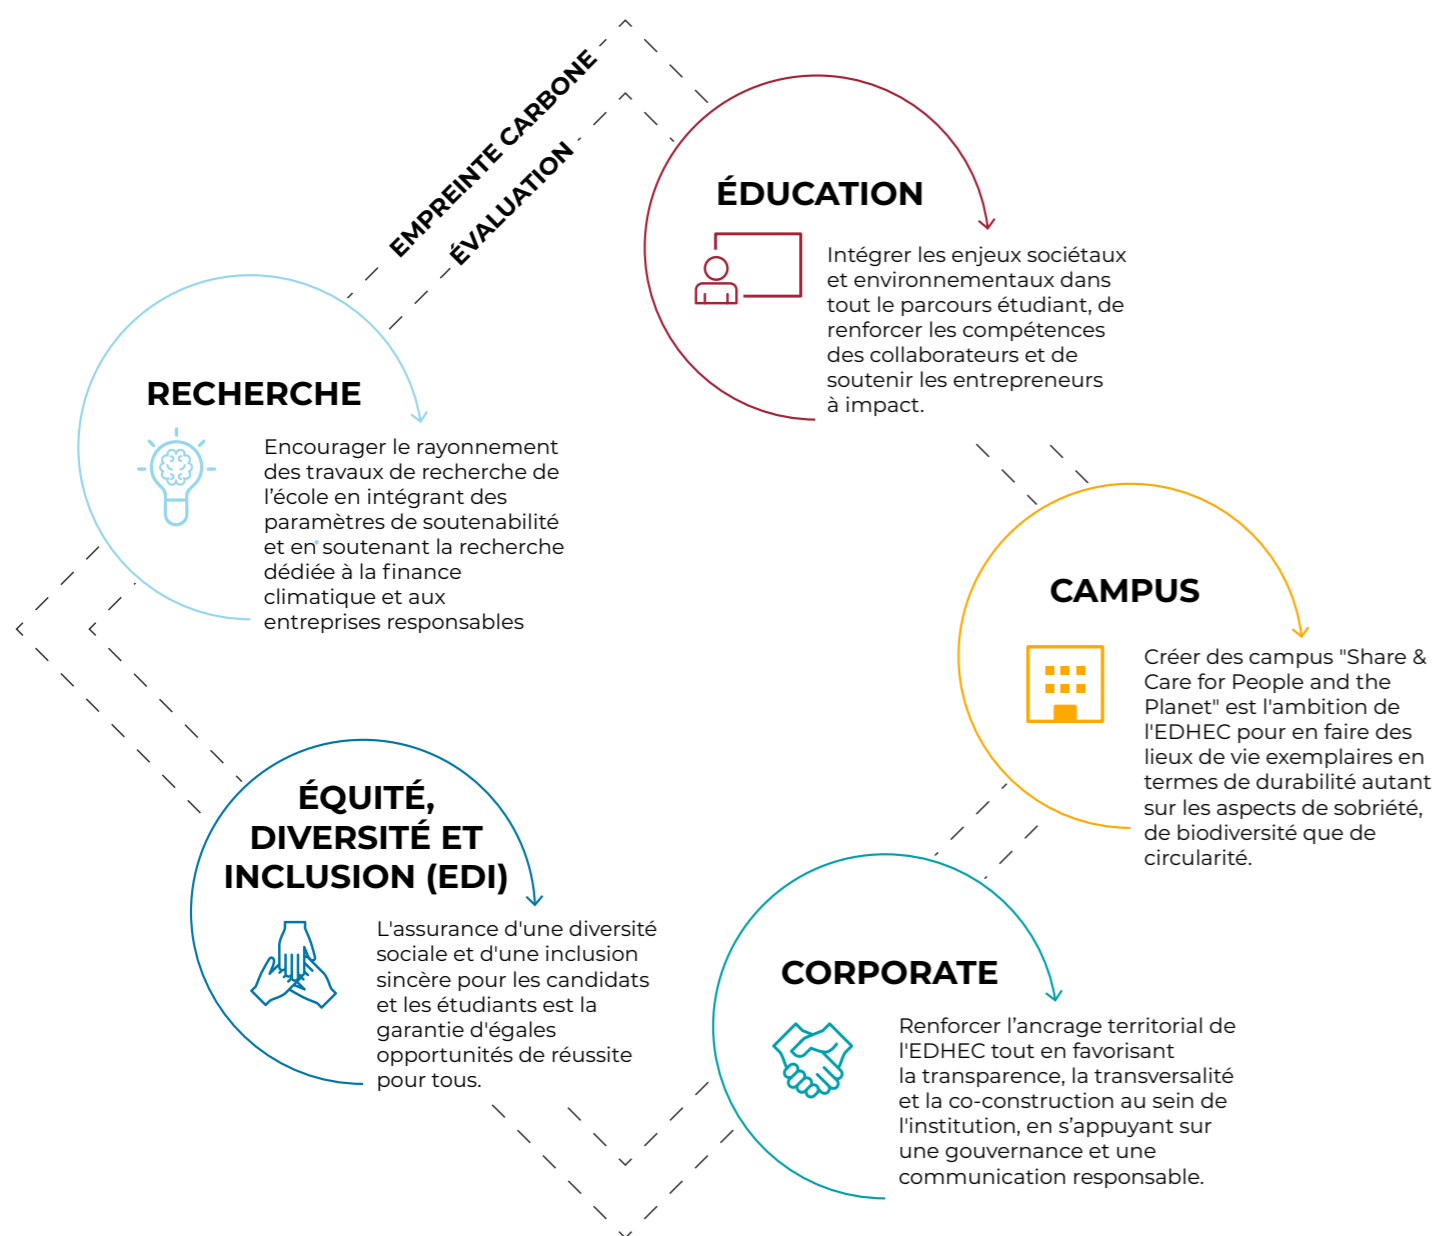 EMPREINTE CARBONE
ÉVALUATION
ÉDUCATION
Intégrer les enjeux sociétaux
et environnementaux dans
tout le parcours étudiant, de
renforcer les compétences
des collaborateurs et de
soutenir les entrepreneurs
à impact.
RECHERCHE
Encourager le rayonnement
des travaux de recherche de
l’école en intégrant des
paramètres de soutenabilité
et en soutenant la recherche
dédiée à la finance
climatique et aux
entreprises responsables
CAMPUS
Créer des campus "Share &
Care for People and the
Planet" est l'ambition de
l'EDHEC pour en faire des
lieux de vie exemplaires en
termes de durabilité autant
sur les aspects de sobriété,
de biodiversité que de
circularité.
ÉQUITÉ,
DIVERSITÉ ET
INCLUSION (EDI)
L'assurance d'une diversité
sociale et d'une inclusion
sincère pour les candidats
et les étudiants est la
garantie d'égales
opportunités de réussite
pour tous.
CORPORATE
Renforcer l’ancrage territorial de
l'EDHEC tout en favorisant
la transparence, la transversalité
et la co-construction au sein de
l'institution, en s’appuyant sur
une gouvernance et une
communication responsable.